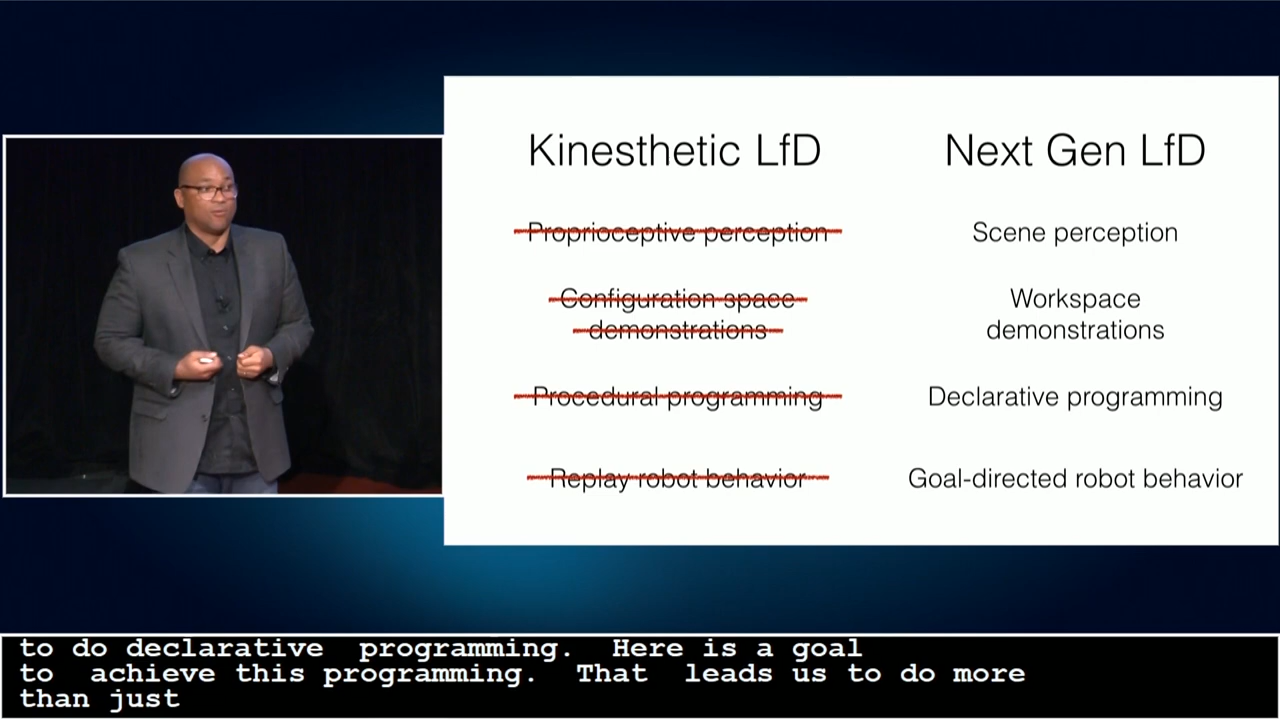 Kinesthetic LfD
Next Gen LfD
Proprioceptive perception
Scene perception
Configuration space
demonstrations
Workspace
demonstrations
Procedural programming
Declarative programming
Replay robot behavior
Goal-directed robot behavior
to do declarative  programming.  Here is a goal
to  achieve this programming.  That  leads us to do more
than just